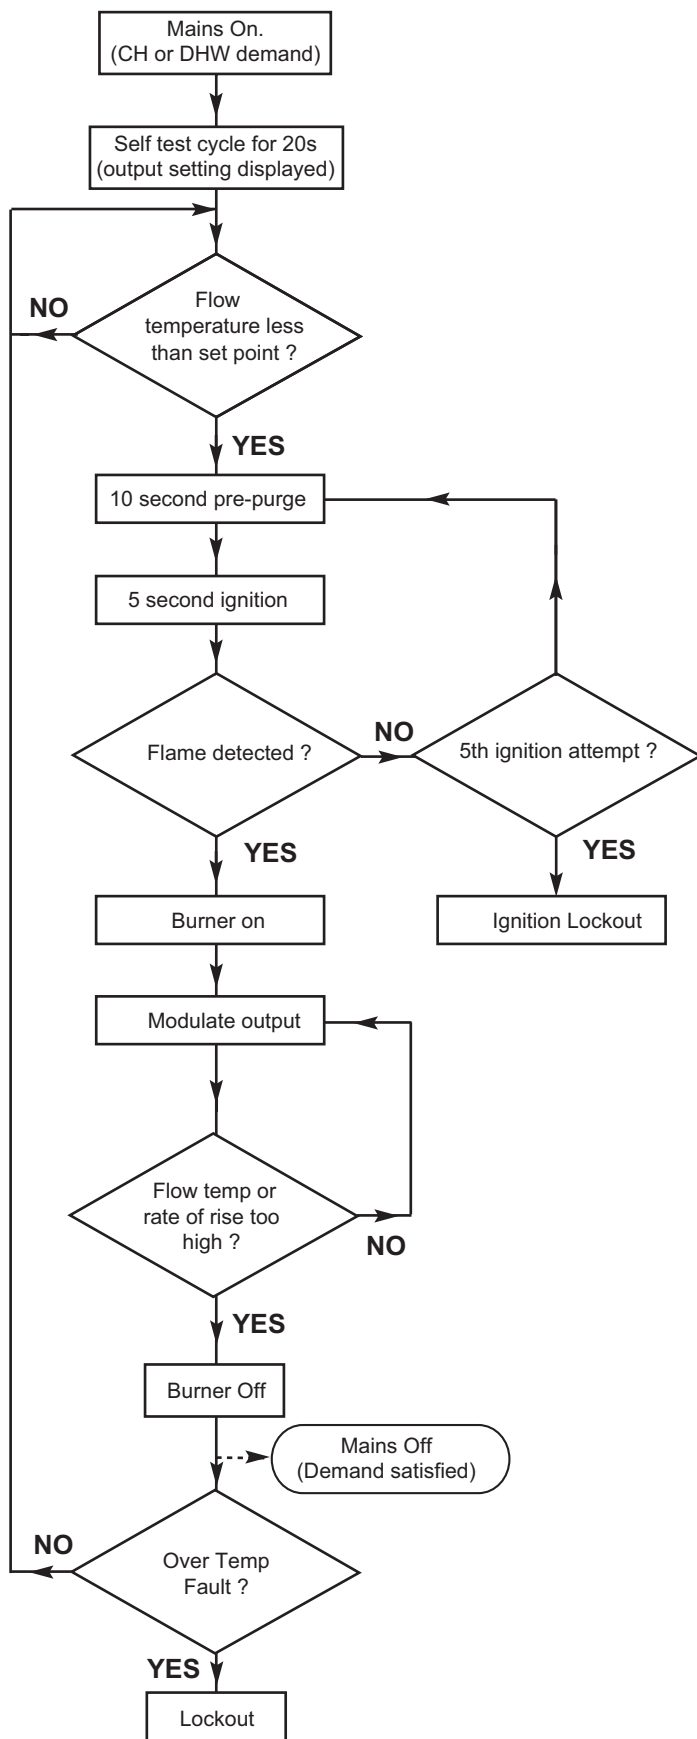 Mains On.
(CH or DHW demand)
Self test cycle for 20s
(output setting displayed)
NO
Flow
temperature less
than set point ?
YES
10 second pre-purge
5 second ignition
Flame detected ?
NO
5th ignition attempt ?
YES
YES
Burner on
Ignition Lockout
Modulate output
Flow temp or
rate of rise too
high ?
NO
YES
Burner Off
Mains Off
(Demand satisfied)
NO
Over Temp
Fault ?
YES
Lockout